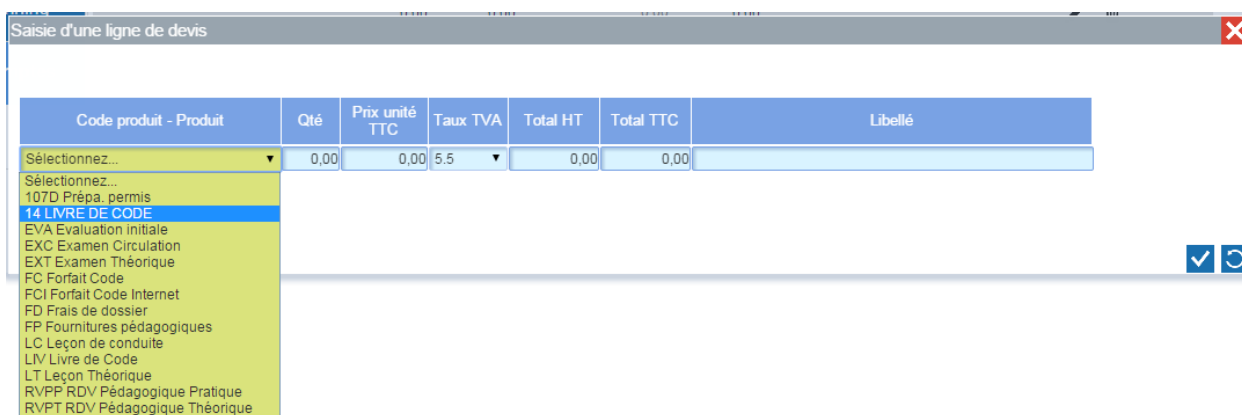 Saisie d'une ligne de devis
Code produit - Produit Qté Prix unité TTC Taux TVA Total HT Total TTC Libellé
Sélectionnez... 0,00 0,00 5.5 0,00 0,00
Sélectionnez...
107D Prépa. permis
14 LIVRE DE CODE
EVA Evaluation initiale
EXC Examen Circulation
EXT Examen Théorique
FC Forfait Code
FCI Forfait Code Internet
FD Frais de dossier
FP Fournitures pédagogiques
LC Leçon de conduite
LIV Livre de Code
LT Leçon Théorique
RVPP RDV Pédagogique Pratique
RVPT RDV Pédagogique Théorique